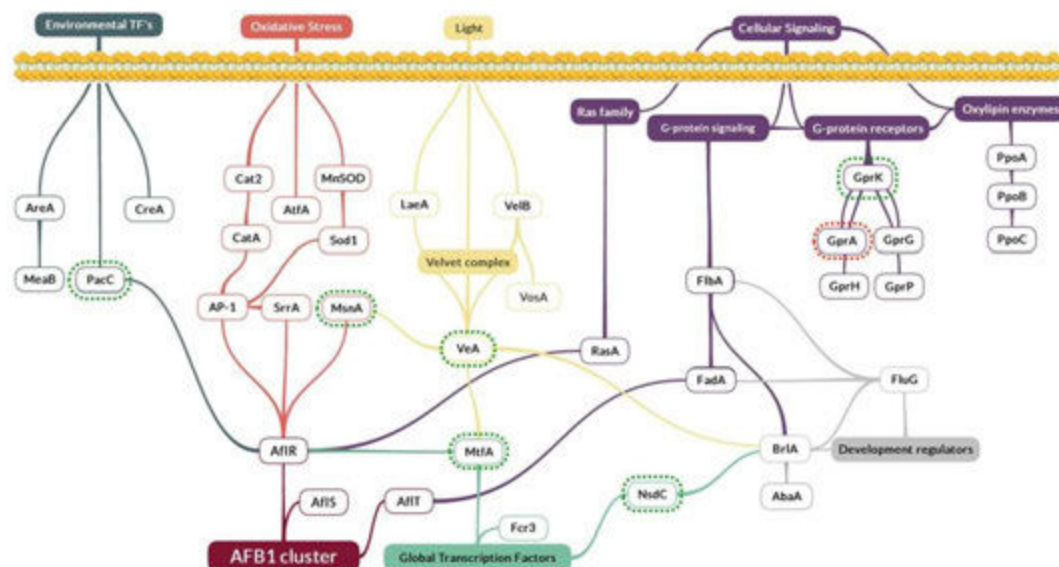 Environmental TF's
Oxidative Stress
Light
Cellular Signaling
Ras family
G-protein signaling
G-protein receptors
Oxylipin enzymes
Cat2
MnSOD
PpoA
GprK
AreA
CreA
AtfA
LaeA
VelB
PpoB
CatA
Sod1
GprA
GprG
PpoC
Velvet complex
MeaB
PacC
FlbA
GprH
GprP
VosA
AP-1
SrrA
MsnA
VeA
RasA
FadA
FluG
AflR
MtfA
BrlA
Development regulators
AflS
AflT
NsdC
AbaA
Fcr3
AFB1 cluster
Global Transcription Factors